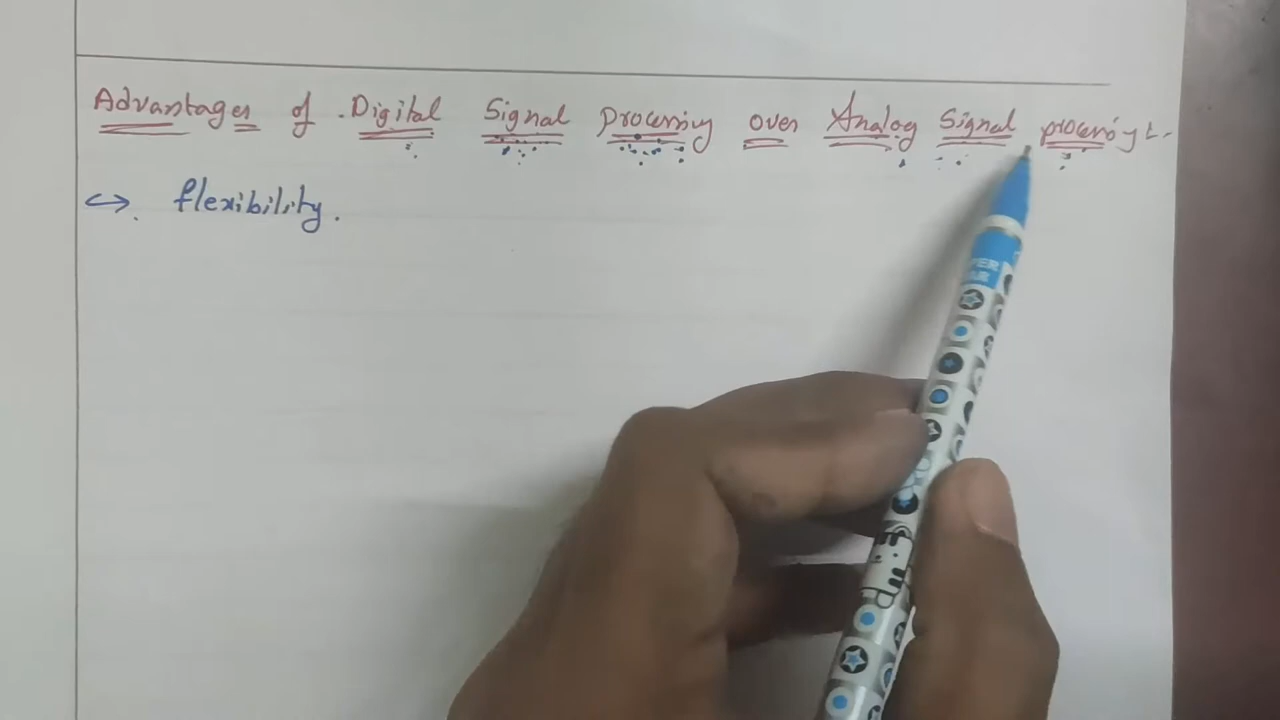 Advantages of Digital Signal Processing over Analog Signal processing:-
↔ flexibility.